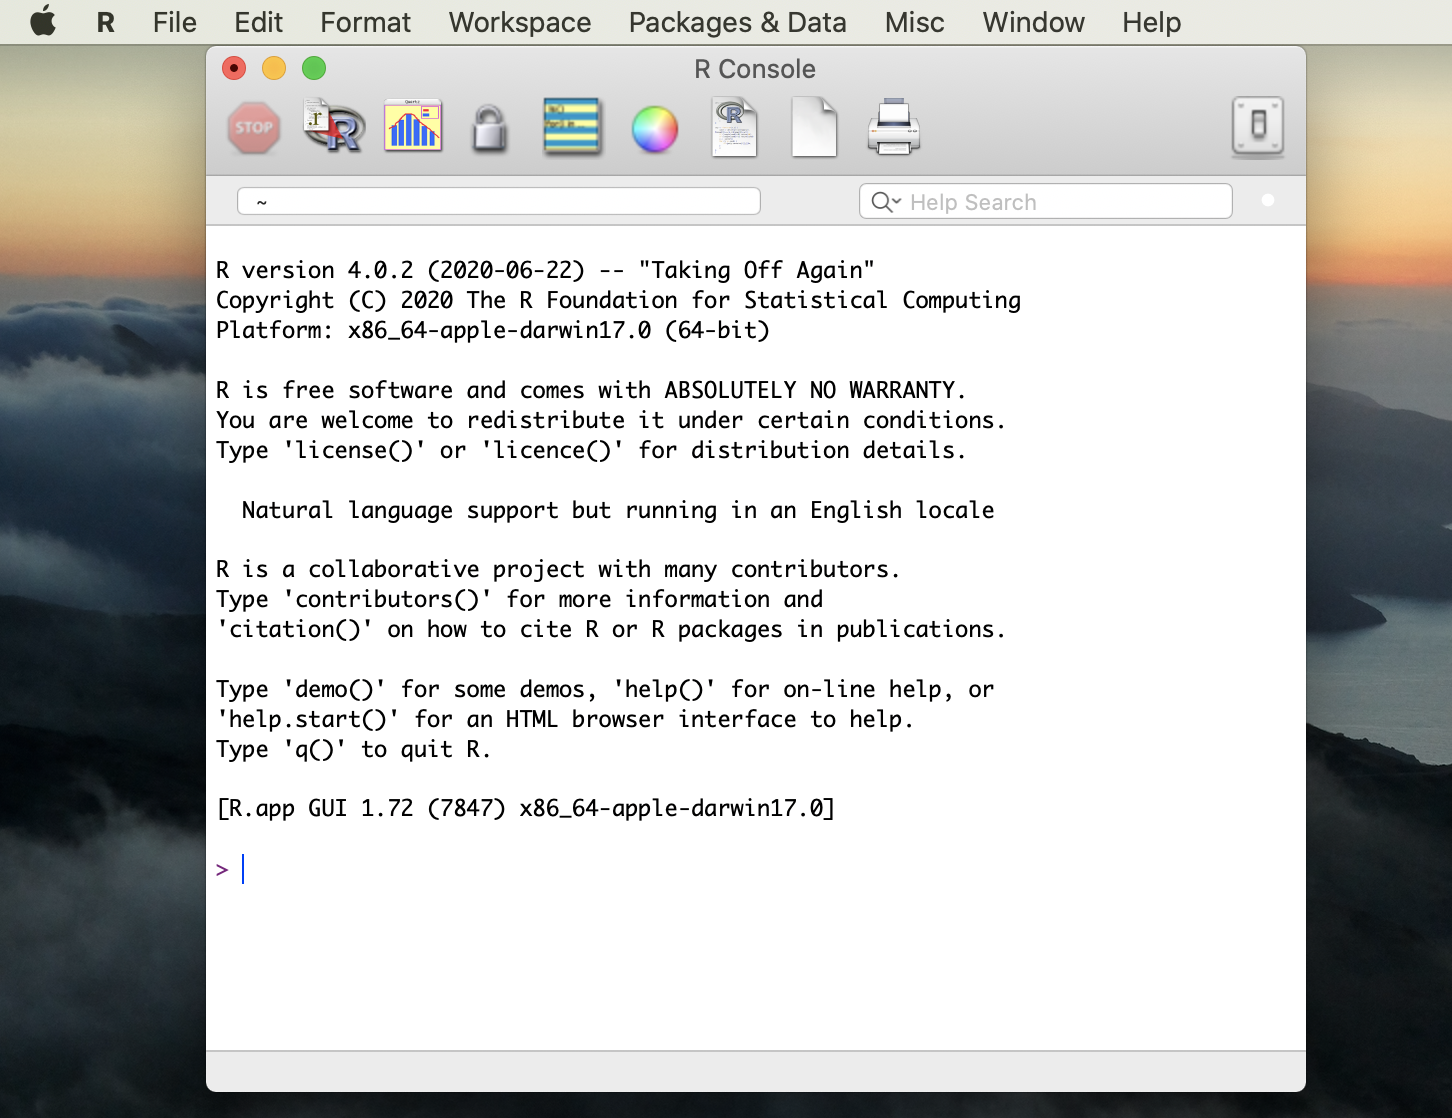 R File Edit Format Workspace Packages & Data Misc Window Help
R Console
STOP
~
Help Search
R version 4.0.2 (2020-06-22) -- "Taking Off Again"
Copyright (C) 2020 The R Foundation for Statistical Computing
Platform: x86_64-apple-darwin17.0 (64-bit)
R is free software and comes with ABSOLUTELY NO WARRANTY.
You are welcome to redistribute it under certain conditions.
Type 'license()' or 'licence()' for distribution details.
Natural language support but running in an English locale
R is a collaborative project with many contributors.
Type 'contributors()' for more information and
'citation()' on how to cite R or R packages in publications.
Type 'demo()' for some demos, 'help()' for on-line help, or
'help.start()' for an HTML browser interface to help.
Type 'q()' to quit R.
[R.app GUI 1.72 (7847) x86_64-apple-darwin17.0]
>